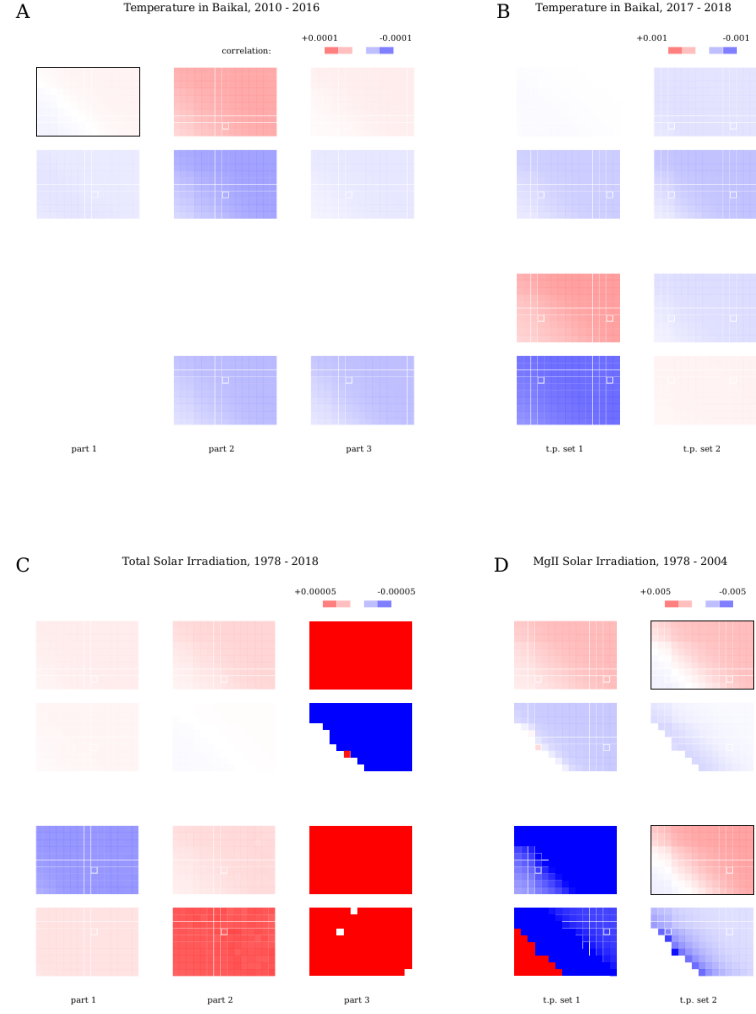 A
Temperature in Baikal, 2010 - 2016
correlation:
+0.0001
-0.0001
part 1
part 2
part 3
B
Temperature in Baikal, 2017 - 2018
+0.001
-0.001
t.p. set 1
t.p. set 2
C
Total Solar Irradiation, 1978 - 2018
+0.00005
-0.00005
part 1
part 2
part 3
D
MgII Solar Irradiation, 1978 - 2004
+0.005
-0.005
t.p. set 1
t.p. set 2